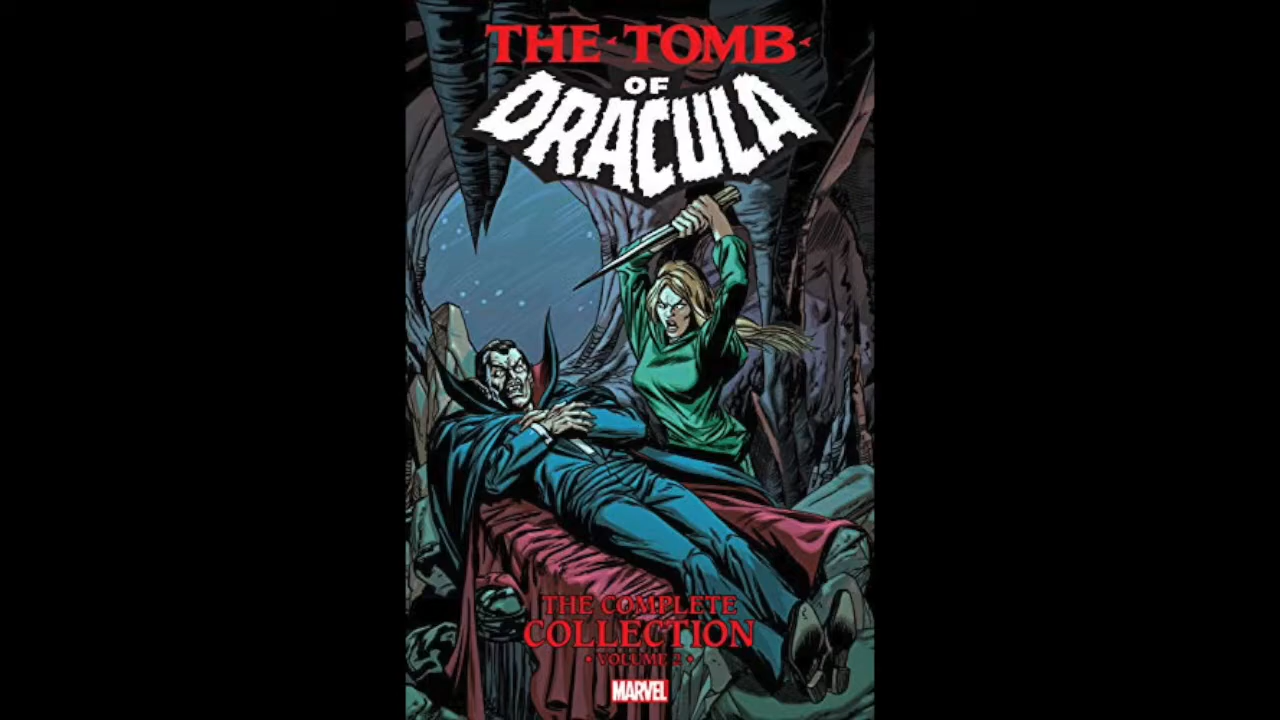 THE TOMB
OF
DRACULA
THE COMPLETE
COLLECTION
• VOLUME 2 •
MARVEL